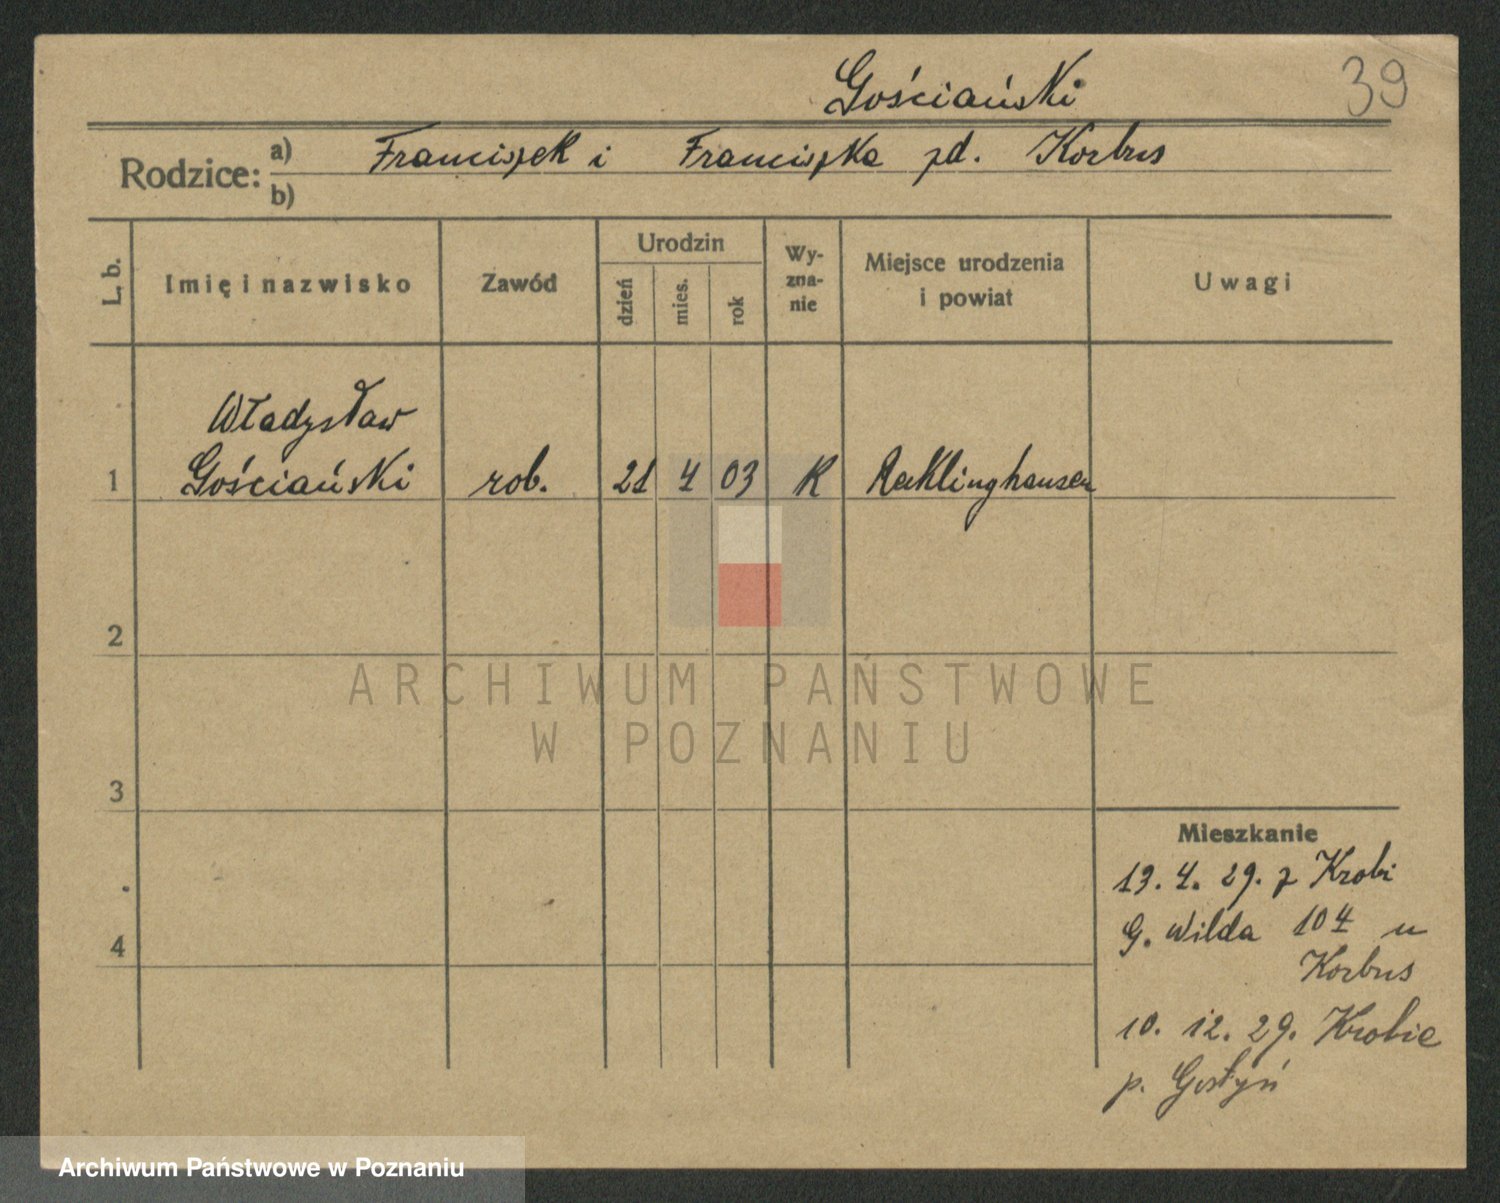 Gościański
39
Rodzice: a) Franciszek i Franciszka zd. Korbus
b)
L. b.
Imię i nazwisko
Zawód
Urodzin
dzień
mies.
rok
Wy-
zna-
nie
Miejsce urodzenia
i powiat
Uwagi
Władysław
1 Gościański rob. 21 4 03 K Recklinghausen
2
3
4
Mieszkanie
13. 4. 29. z Krobi
G. Wilda 104 u
Korbus
10. 12. 29. Krobie
p. Gostyń
ARCHIWUM PAŃSTWOWE
W POZNANIU
Archiwum Państwowe w Poznaniu